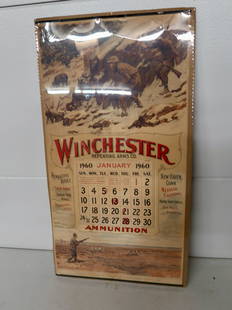 WINCHESTER
REPEATING ARMS CO.
1960 JANUARY 1960
SUN. MON. TUE. WED. THU. FRI. SAT.
1 2
3 4 5 6 7 8 9
10 11 12 13 14 15 16
17 18 19 20 21 22 23
24/31 25 26 27 28 29 30
AMMUNITION
NEW HAVEN,
CONN.